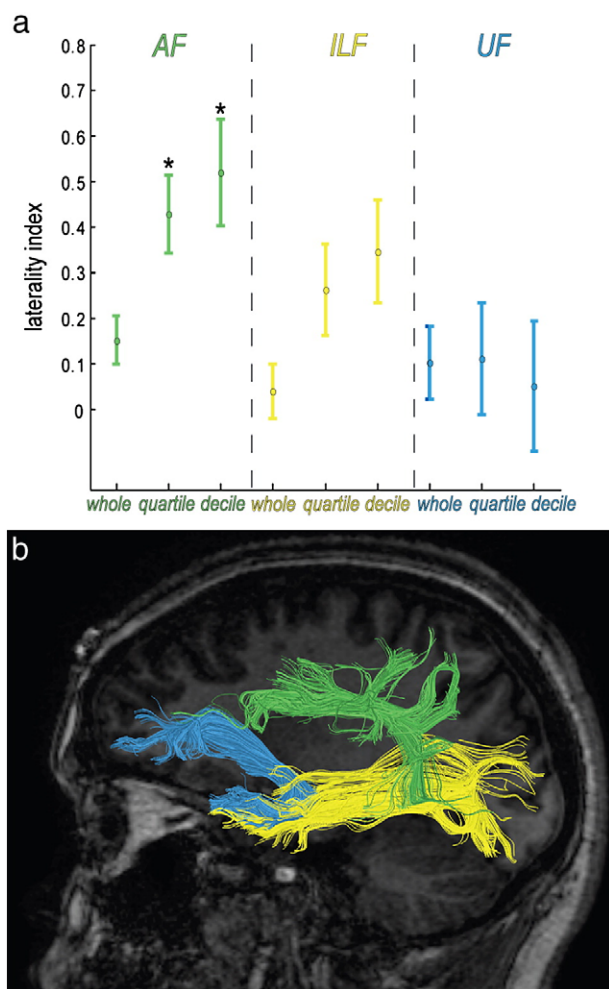 a
AF ILF UF
0.8
0.7
0.6
0.5
0.4
0.3
0.2
0.1
0
laterality index
* *
whole quartile decile whole quartile decile whole quartile decile
b